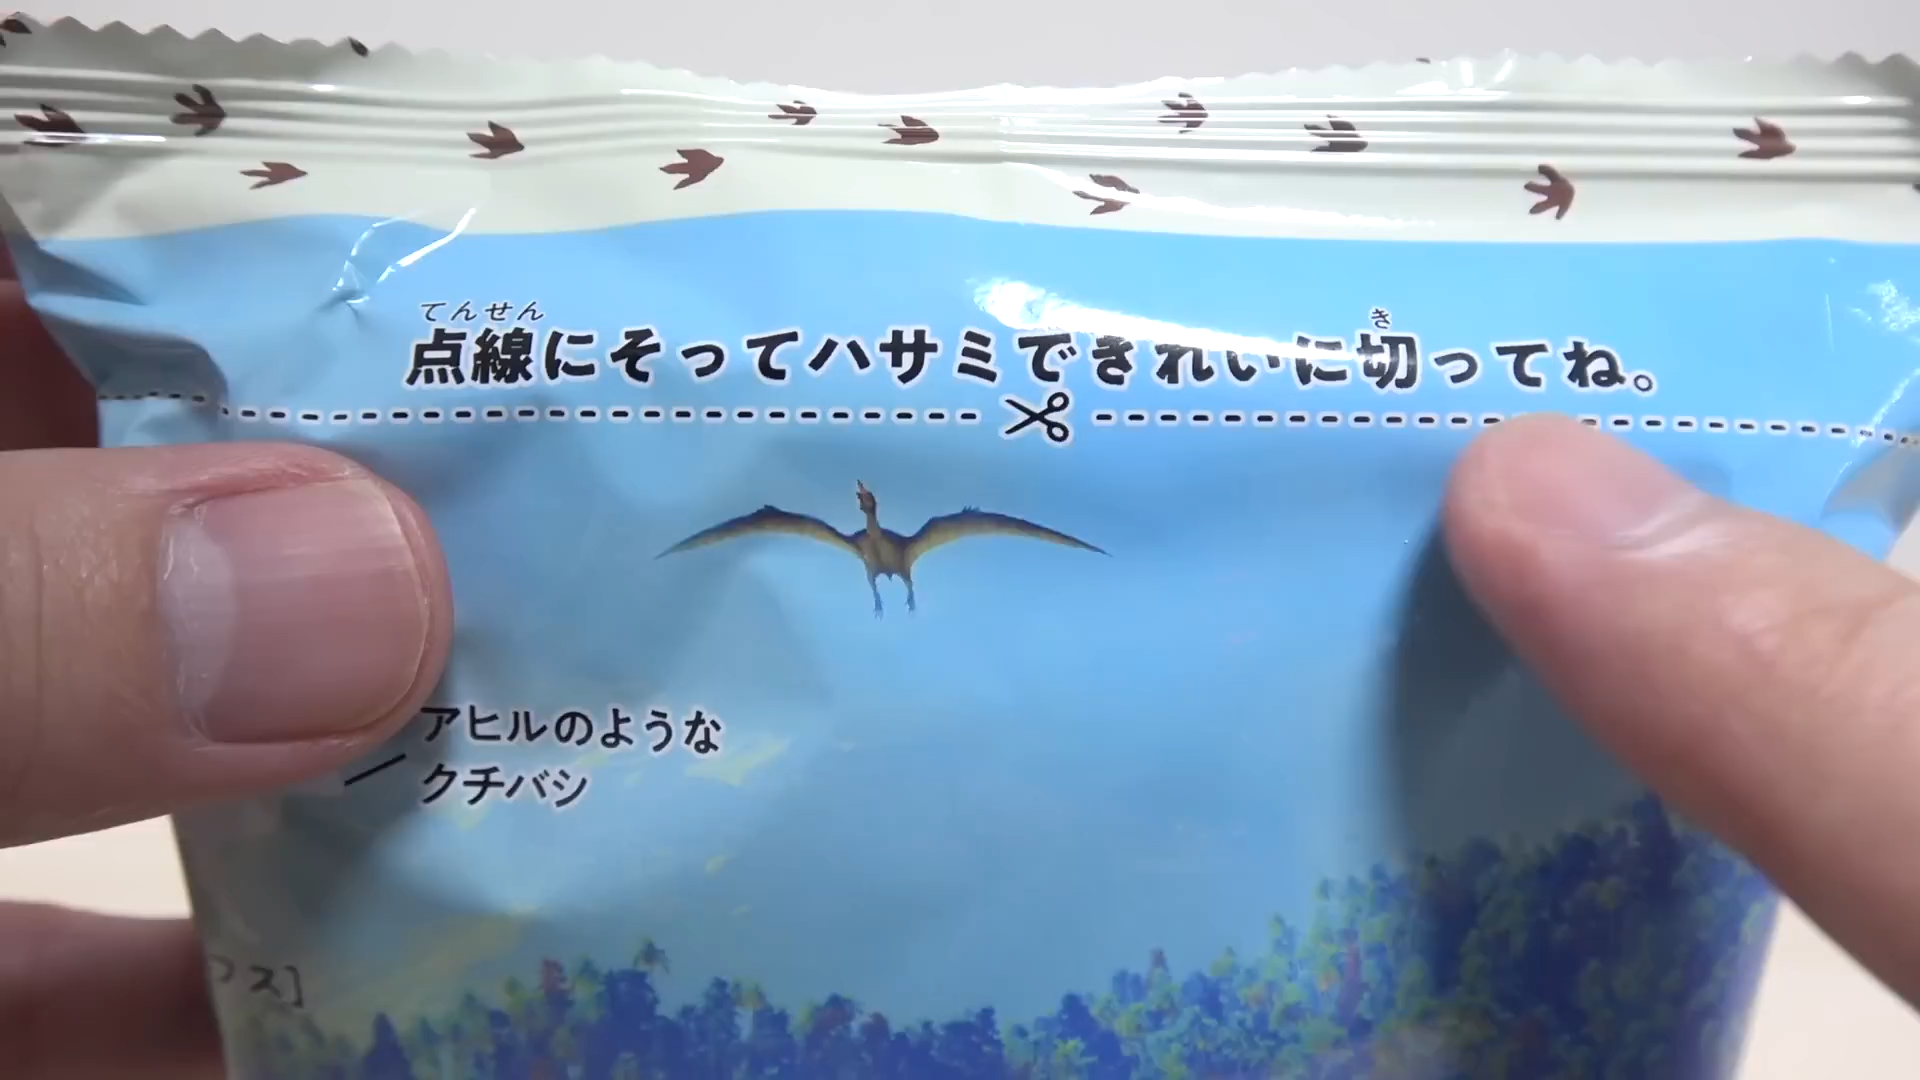 てんせん き
点線にそってハサミできれいに切ってね。
アヒルのような
クチバシ
ス]